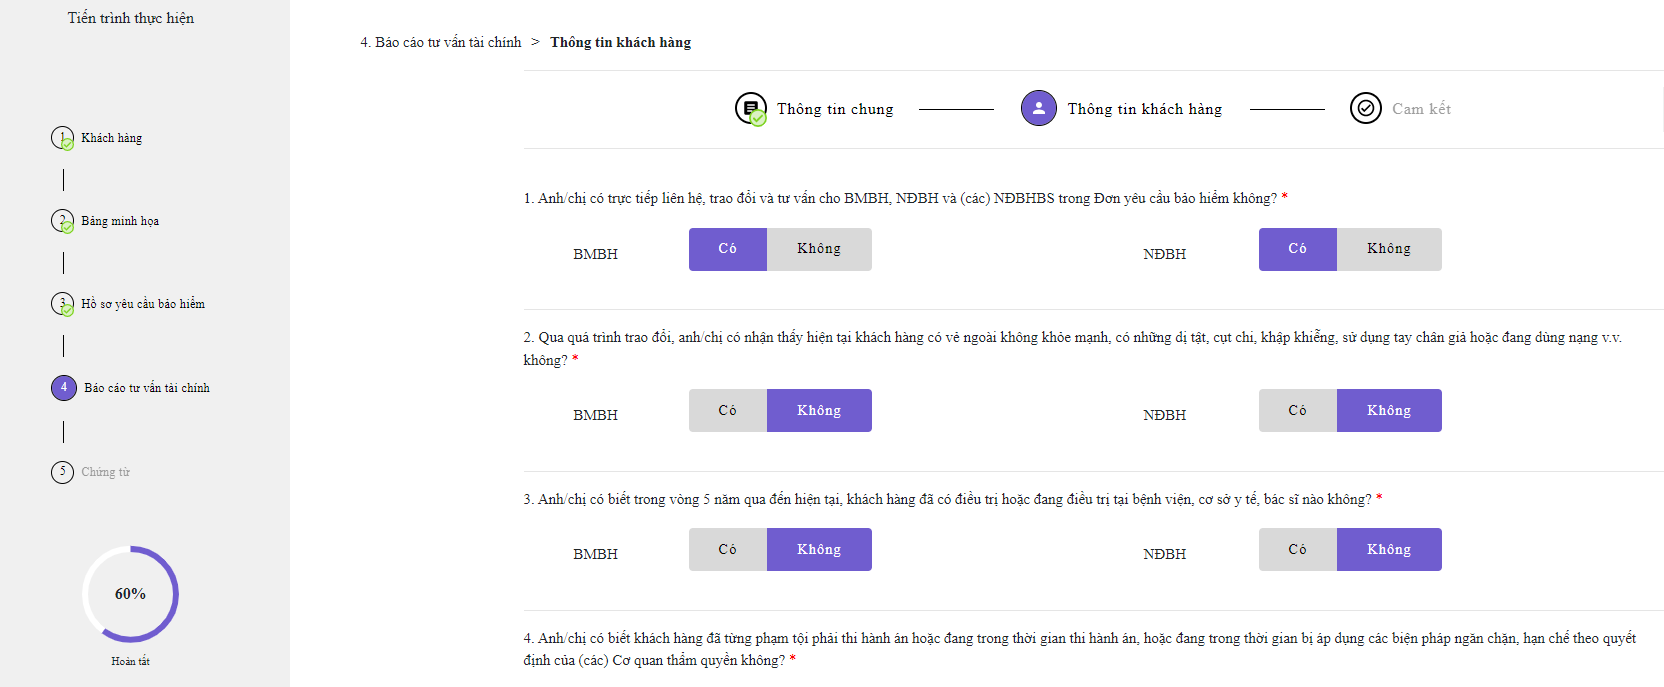 Tiến trình thực hiện
1 Khách hàng
2 Bảng minh họa
3 Hồ sơ yêu cầu bảo hiểm
4 Báo cáo tư vấn tài chính
5 Chứng từ
60%
Hoàn tất
4. Báo cáo tư vấn tài chính > Thông tin khách hàng
Thông tin chung Thông tin khách hàng Cam kết
1. Anh/chị có trực tiếp liên hệ, trao đổi và tư vấn cho BMBH, NĐBH và (các) NĐBHBS trong Đơn yêu cầu bảo hiểm không? *
BMBH Có Không NĐBH Có Không
2. Qua quá trình trao đổi, anh/chị có nhận thấy hiện tại khách hàng có vẻ ngoài không khỏe mạnh, có những dị tật, cụt chi, khập khiễng, sử dụng tay chân giả hoặc đang dùng nạng v.v.
không? *
BMBH Có Không NĐBH Có Không
3. Anh/chị có biết trong vòng 5 năm qua đến hiện tại, khách hàng đã có điều trị hoặc đang điều trị tại bệnh viện, cơ sở y tế, bác sĩ nào không? *
BMBH Có Không NĐBH Có Không
4. Anh/chị có biết khách hàng đã từng phạm tội phải thi hành án hoặc đang trong thời gian thi hành án, hoặc đang trong thời gian bị áp dụng các biện pháp ngăn chặn, hạn chế theo quyết
định của (các) Cơ quan thẩm quyền không? *